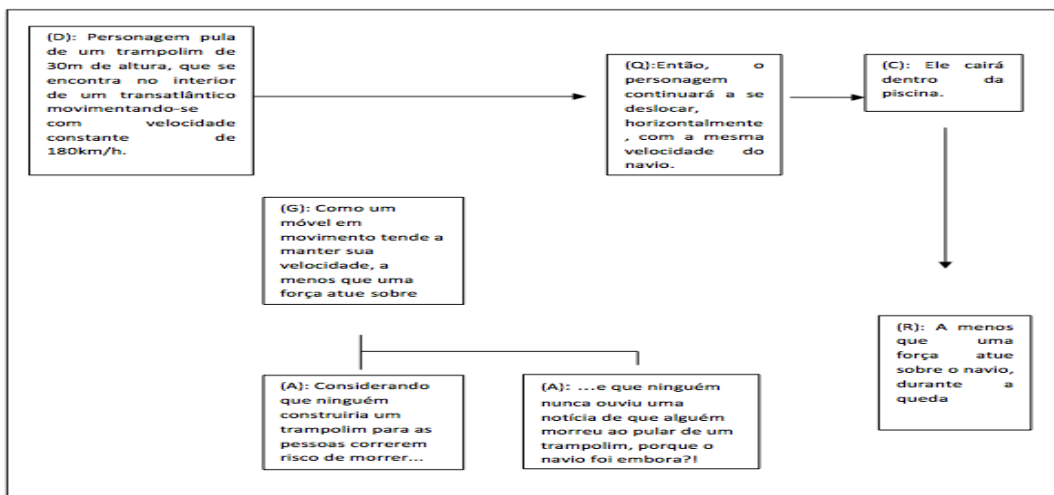 (D): Personagem pula
de um trampolim de
30m de altura, que se
encontra no interior
de um transatlântico
movimentando-se
com velocidade
constante de
180km/h.
(Q):Então, o
personagem
continuará a se
deslocar,
horizontalmente
, com a mesma
velocidade do
navio.
(C): Ele cairá
dentro da
piscina.
(G): Como um
móvel em
movimento tende a
manter sua
velocidade, a
menos que uma
força atue sobre
(R): A menos
que uma
força atue
sobre o navio,
durante a
queda
(A): Considerando
que ninguém
construiria um
trampolim para as
pessoas correrem
risco de morrer...
(A): ...e que ninguém
nunca ouviu uma
notícia de que alguém
morreu ao pular de um
trampolim, porque o
navio foi embora?!